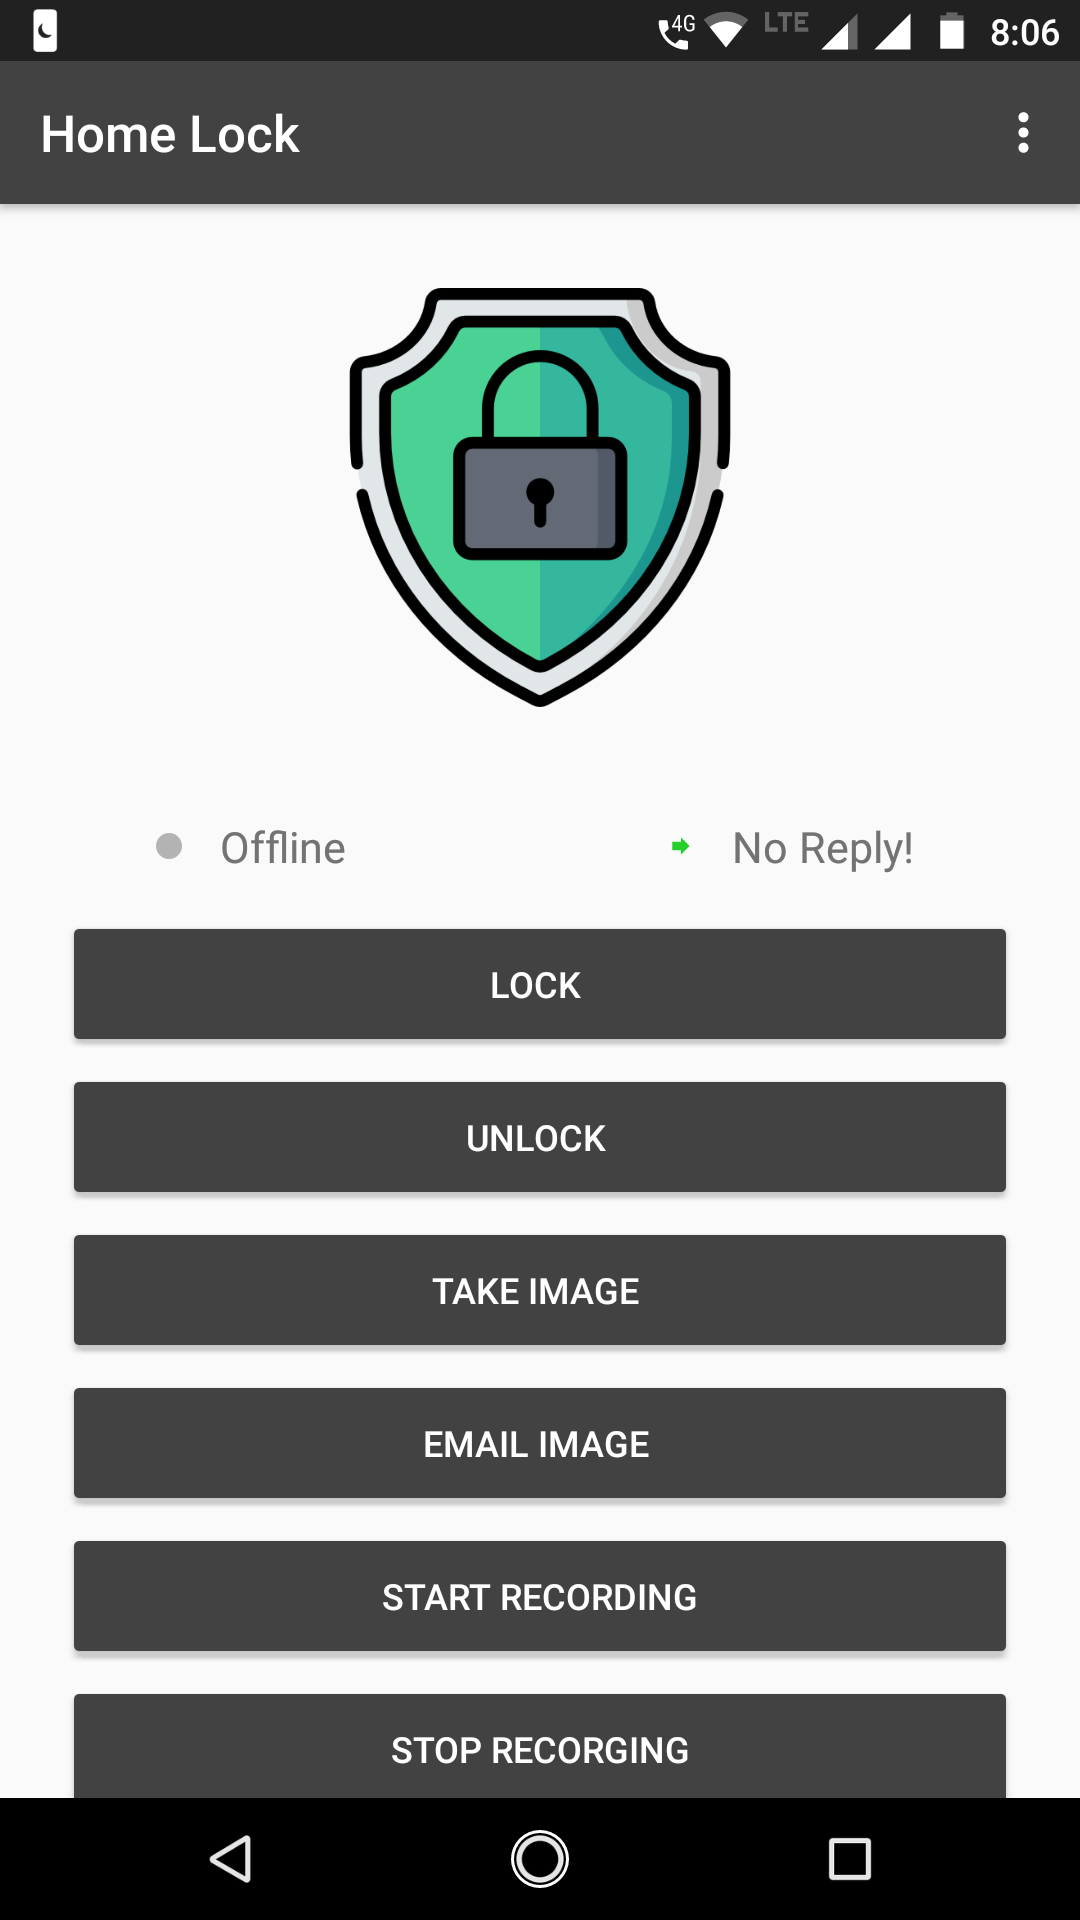 4G LTE 8:06
Home Lock
Offline No Reply!
LOCK
UNLOCK
TAKE IMAGE
EMAIL IMAGE
START RECORDING
STOP RECORGING